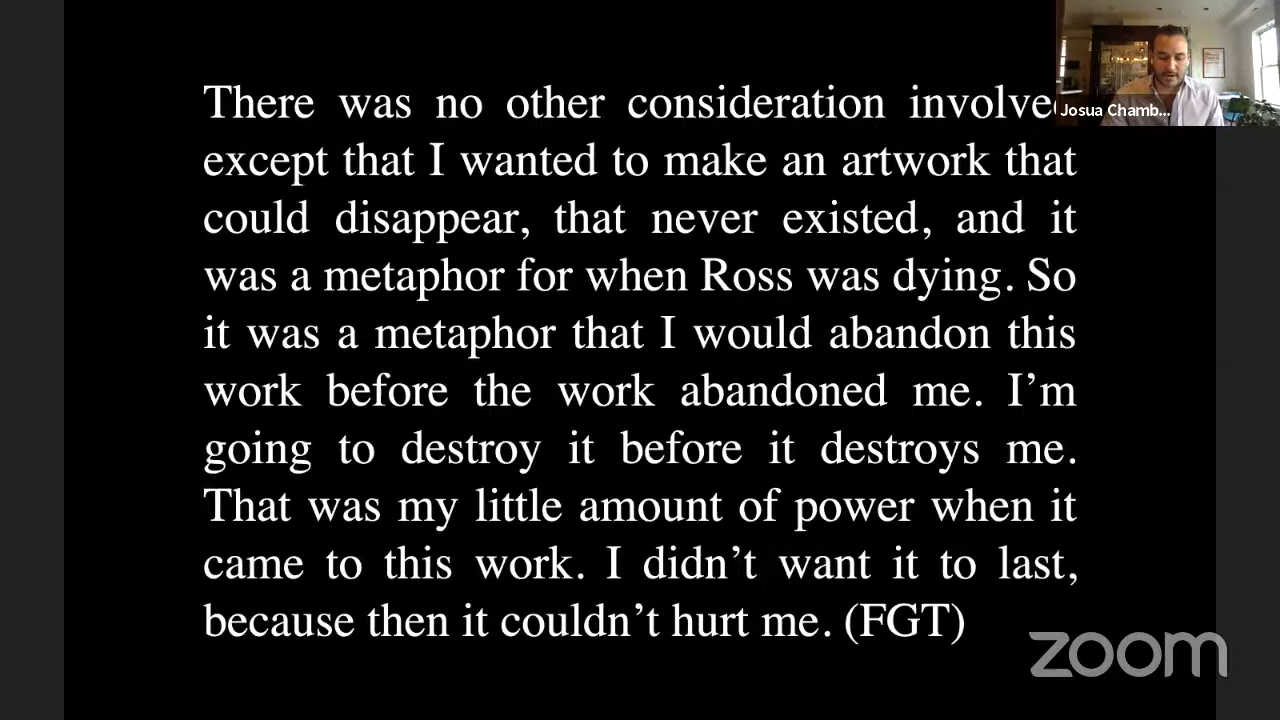 There was no other consideration involved
except that I wanted to make an artwork that
could disappear, that never existed, and it
was a metaphor for when Ross was dying. So
it was a metaphor that I would abandon this
work before the work abandoned me. I’m
going to destroy it before it destroys me.
That was my little amount of power when it
came to this work. I didn’t want it to last,
because then it couldn’t hurt me. (FGT)
Josua Chamb...
zoom